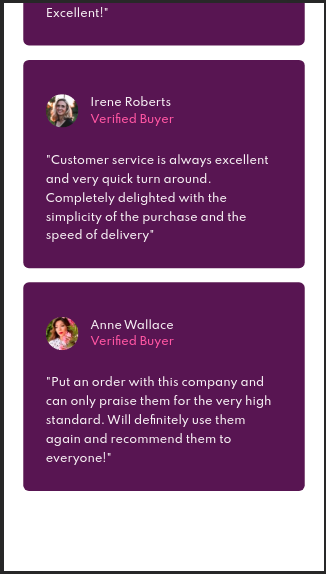 Excellent!"
Irene Roberts
Verified Buyer
"Customer service is always excellent
and very quick turn around.
Completely delighted with the
simplicity of the purchase and the
speed of delivery"
Anne Wallace
Verified Buyer
"Put an order with this company and
can only praise them for the very high
standard. Will definitely use them
again and recommend them to
everyone!"